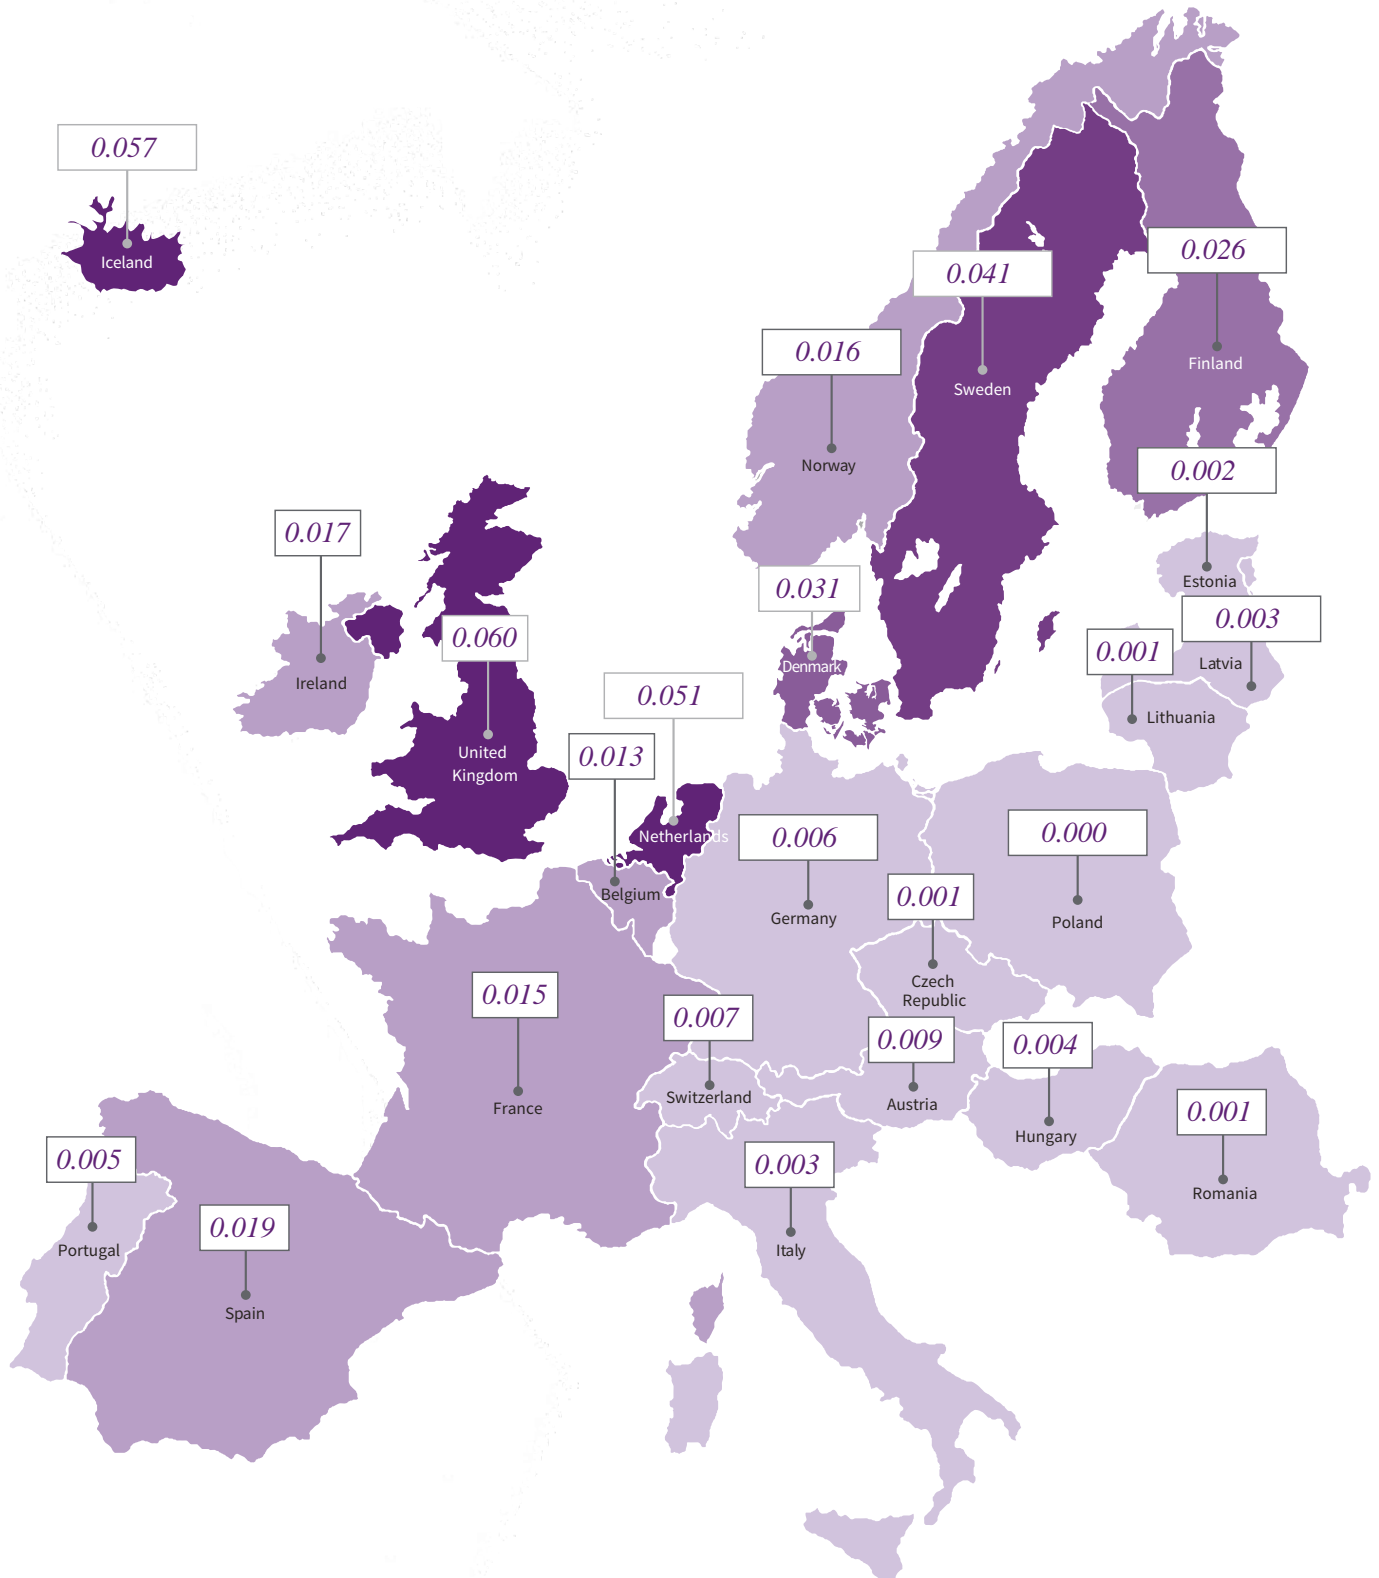 0.057
Iceland
0.026
0.041
0.016
Finland
Sweden
Norway
0.002
0.017
Estonia
0.031
0.003
0.060
0.001
Denmark
Latvia
Ireland
0.051
Lithuania
United
Kingdom
0.013
Netherlands
0.006
0.000
Belgium
0.001
Germany
Poland
Czech
Republic
0.015
0.007
0.009
0.004
Switzerland
Austria
France
0.001
Hungary
0.005
0.003
Romania
0.019
Portugal
Italy
Spain